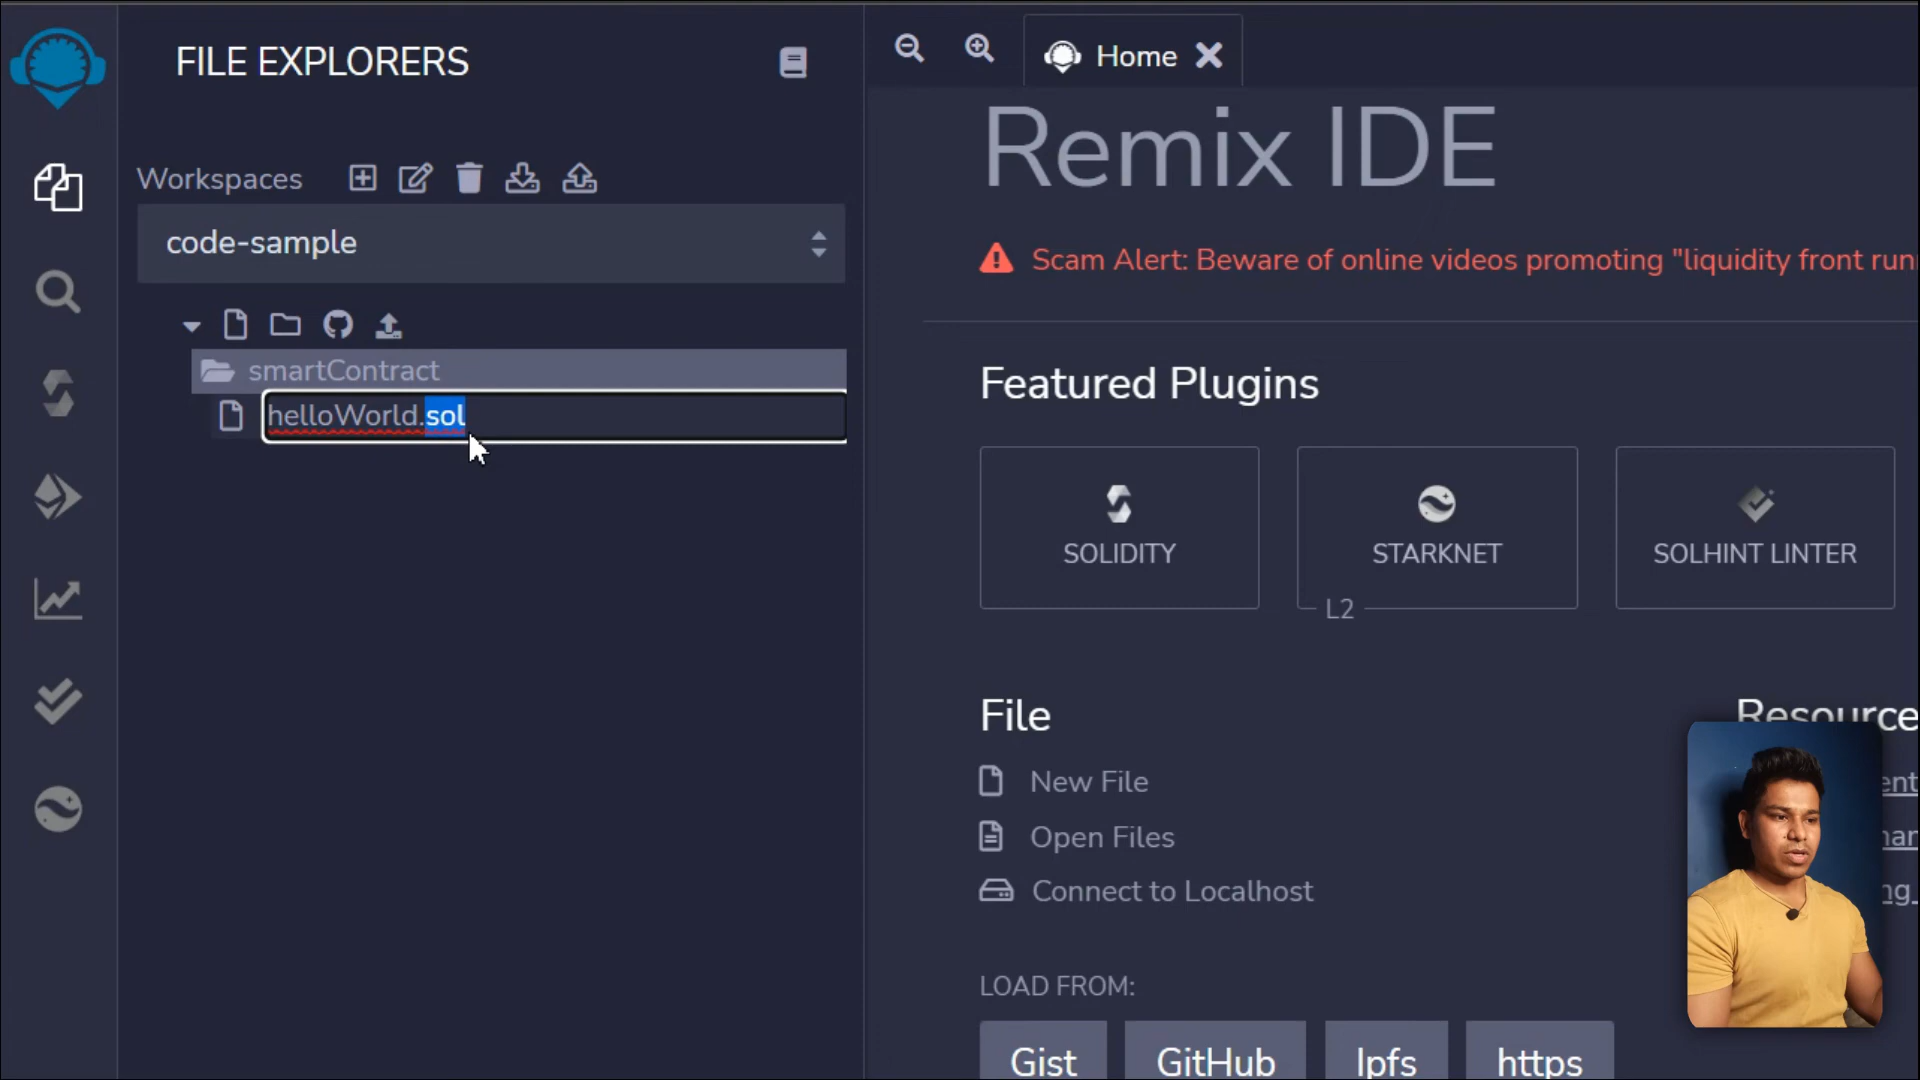 FILE EXPLORERS
Workspaces
code-sample
smartContract
helloWorld.sol
Home
Remix IDE
Scam Alert: Beware of online videos promoting "liquidity front
Featured Plugins
SOLIDITY
STARKNET
L2
SOLHINT LINTER
File
New File
Open Files
Connect to Localhost
LOAD FROM:
Gist
GitHub
Ipfs
https
Resource